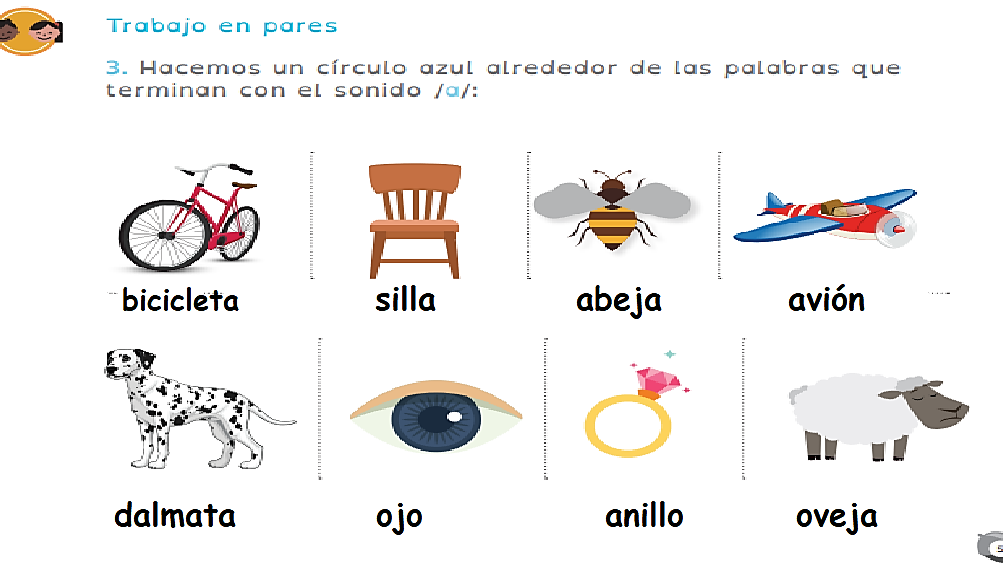 Trabajo en pares
3. Hacemos un círculo azul alrededor de las palabras que
terminan con el sonido /a/:
bicicleta silla abeja avión
dalmata ojo anillo oveja
5